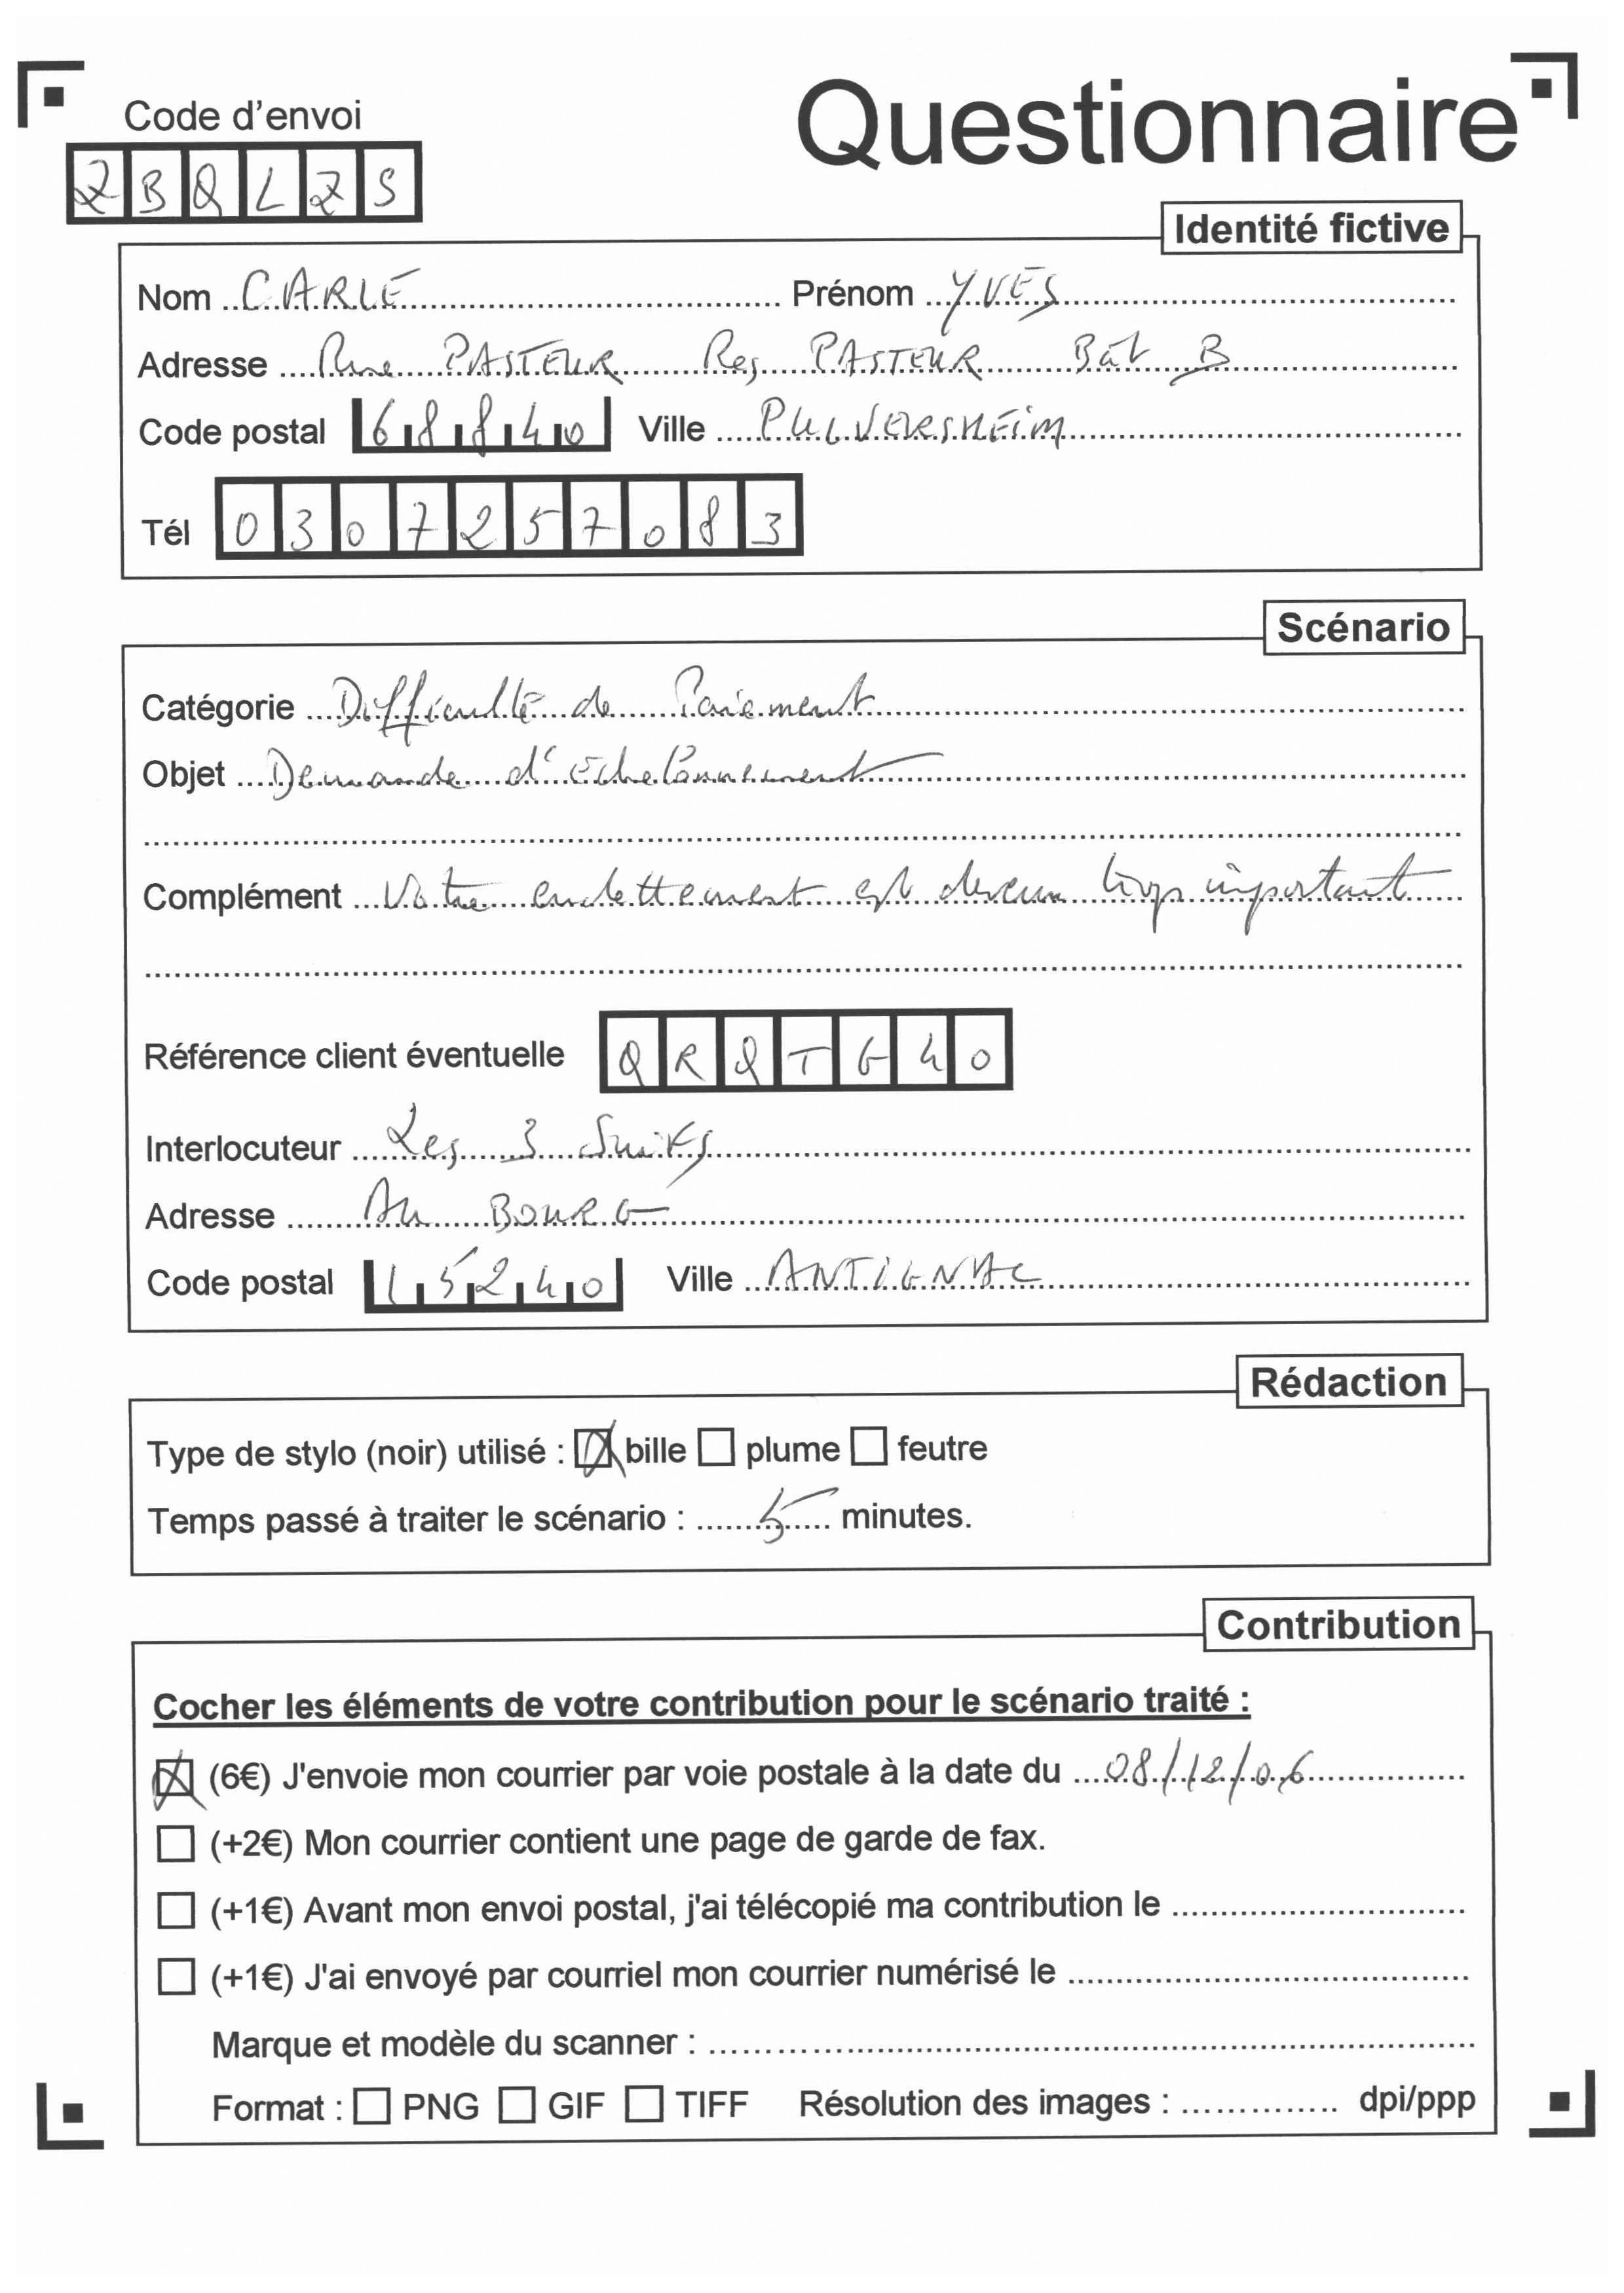 Code d'envoi
Questionnaire
ZBQLZS
Identité fictive
Nom CARLE Prénom YVES
Adresse Rue PASTEUR Res PASTEUR Bât B
Code postal 68840 Ville PULVERSHEIM
Tél 0307257083
Scénario
Catégorie Difficulté de Paiement
Objet Demande d'échelonnement
Complément Votre endettement est devenu trop important
Référence client éventuelle QRQTG40
Interlocuteur Les 3 Suisses
Adresse Au BOURG
Code postal 15240 Ville ANTIGNAC
Rédaction
Type de stylo (noir) utilisé : bille plume feutre
Temps passé à traiter le scénario : 5 minutes.
Contribution
Cocher les éléments de votre contribution pour le scénario traité :
(6€) J'envoie mon courrier par voie postale à la date du 08/12/06
(+2€) Mon courrier contient une page de garde de fax.
(+1€) Avant mon envoi postal, j'ai télécopié ma contribution le
(+1€) J'ai envoyé par courriel mon courrier numérisé le
Marque et modèle du scanner :
Format : PNG GIF TIFF Résolution des images : dpi/ppp